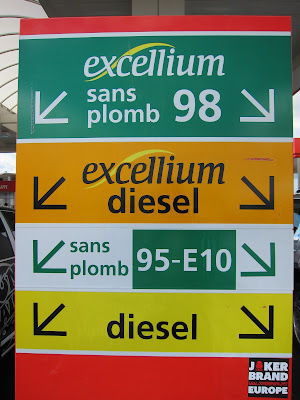 excellium
sans
plomb 98
excellium
diesel
sans
plomb 95-E10
diesel
JOKER
BRAND
EUROPE